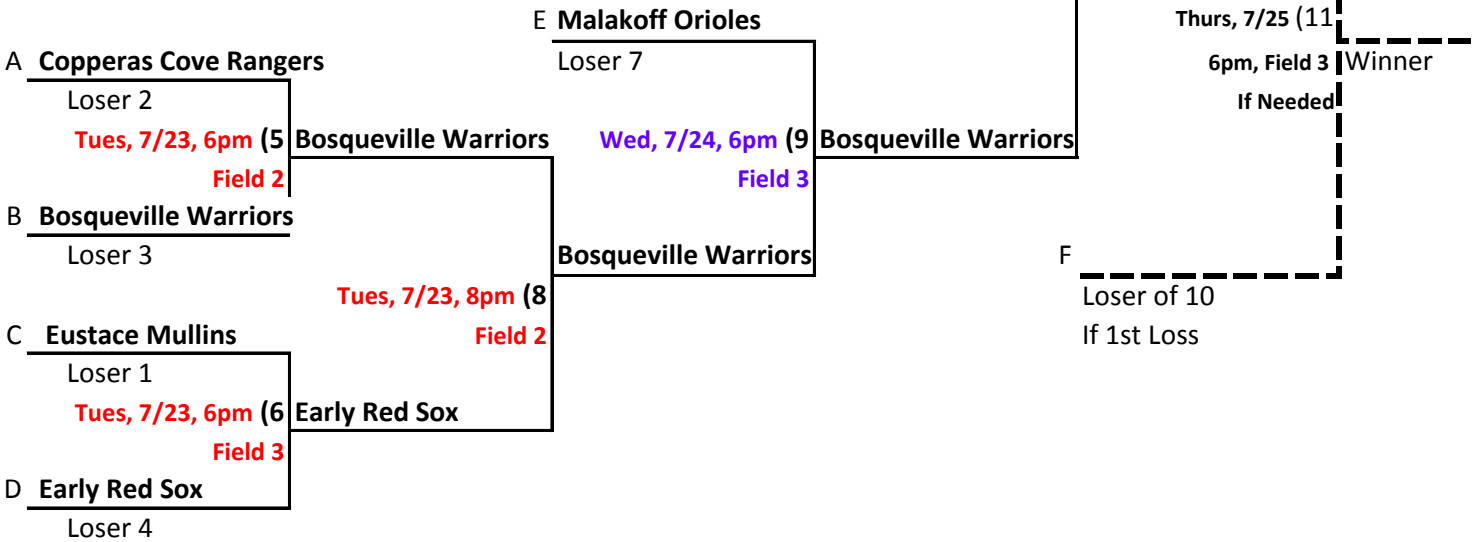 E Malakoff Orioles
Thurs, 7/25 (11
A Copperas Cove Rangers
Loser 7
6pm, Field 3 Winner
Loser 2
If Needed
Tues, 7/23, 6pm (5 Bosqueville Warriors
Wed, 7/24, 6pm (9 Bosqueville Warriors
Field 2
Field 3
B Bosqueville Warriors
Loser 3
Bosqueville Warriors
F
Tues, 7/23, 8pm (8
Loser of 10
C Eustace Mullins
Field 2
If 1st Loss
Loser 1
Tues, 7/23, 6pm (6 Early Red Sox
Field 3
D Early Red Sox
Loser 4